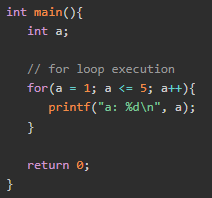 int main(){
   int a;

   // for loop execution
   for(a = 1; a <= 5; a++){
      printf("a: %d\n", a);
   }

   return 0;
}